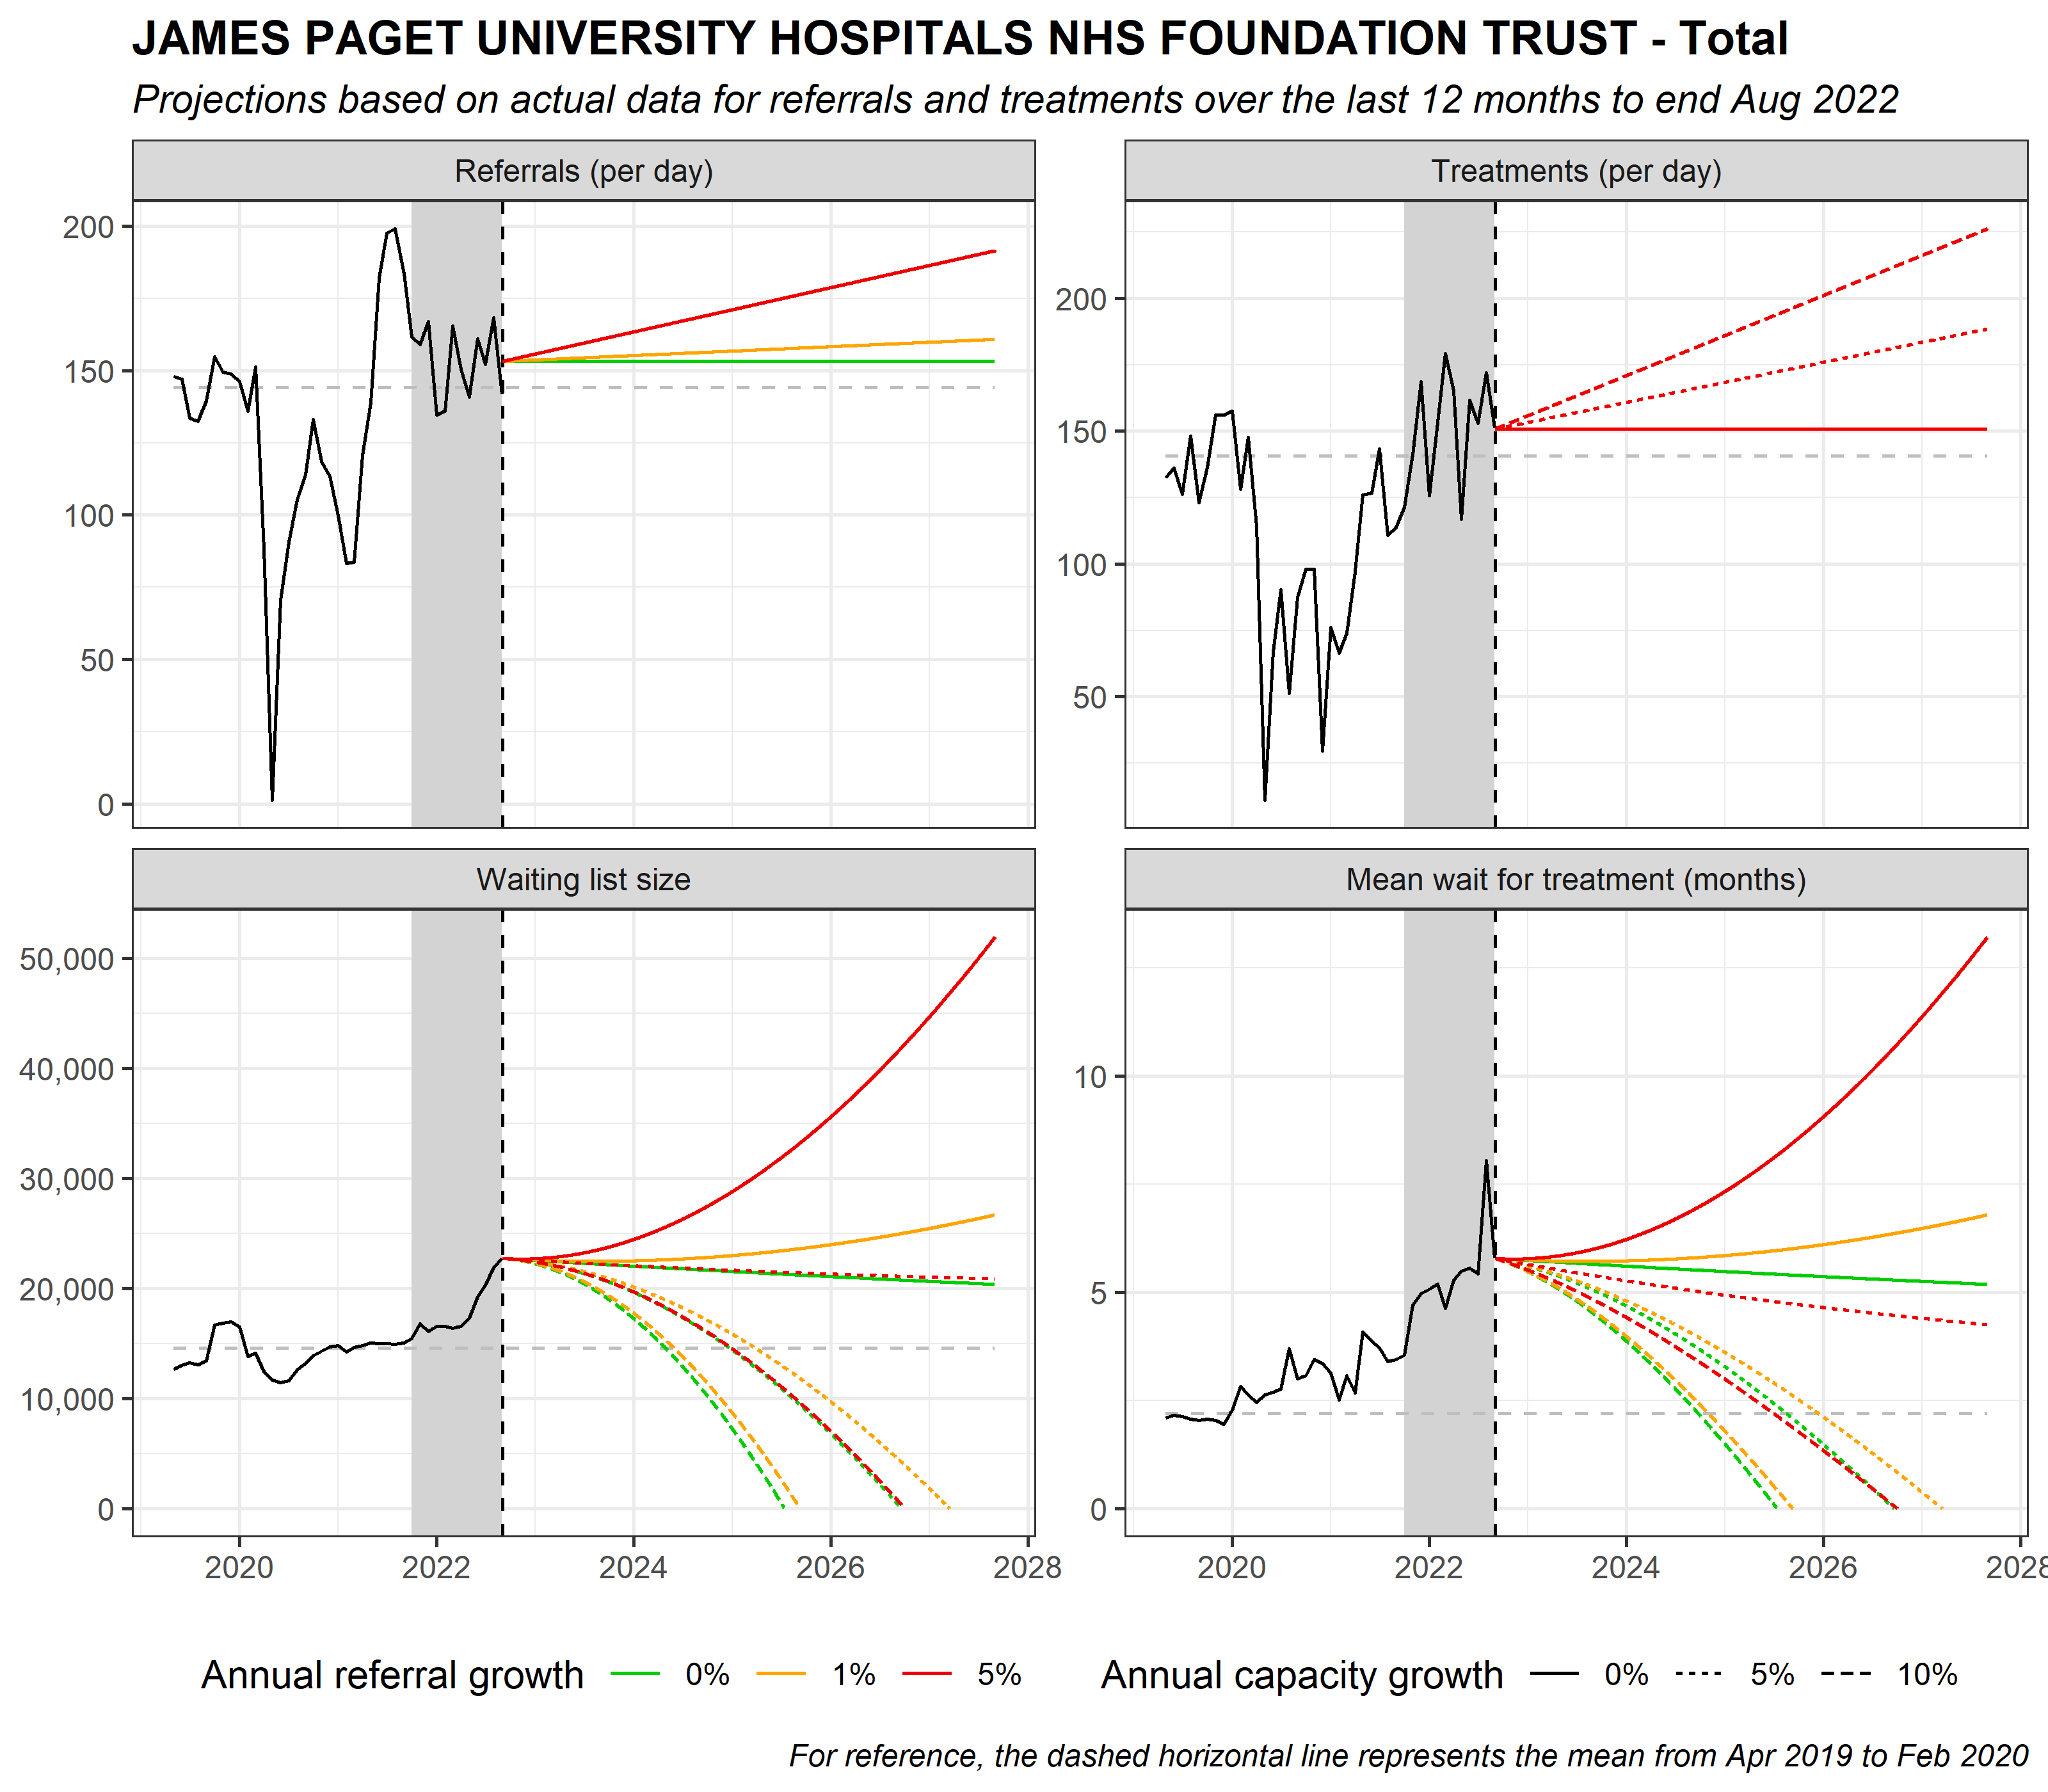 JAMES PAGET UNIVERSITY HOSPITALS NHS FOUNDATION TRUST - Total
Projections based on actual data for referrals and treatments over the last 12 months to end Aug 2022
Referrals (per day)
200
150
100
50
0
Treatments (per day)
200
150
100
50
Waiting list size
50,000
40,000
30,000
20,000
10,000
0
2020 2022 2024 2026 2028
Mean wait for treatment (months)
10
5
0
2020 2022 2024 2026 2028
Annual referral growth 0% 1% 5%
Annual capacity growth 0% 5% 10%
For reference, the dashed horizontal line represents the mean from Apr 2019 to Feb 2020